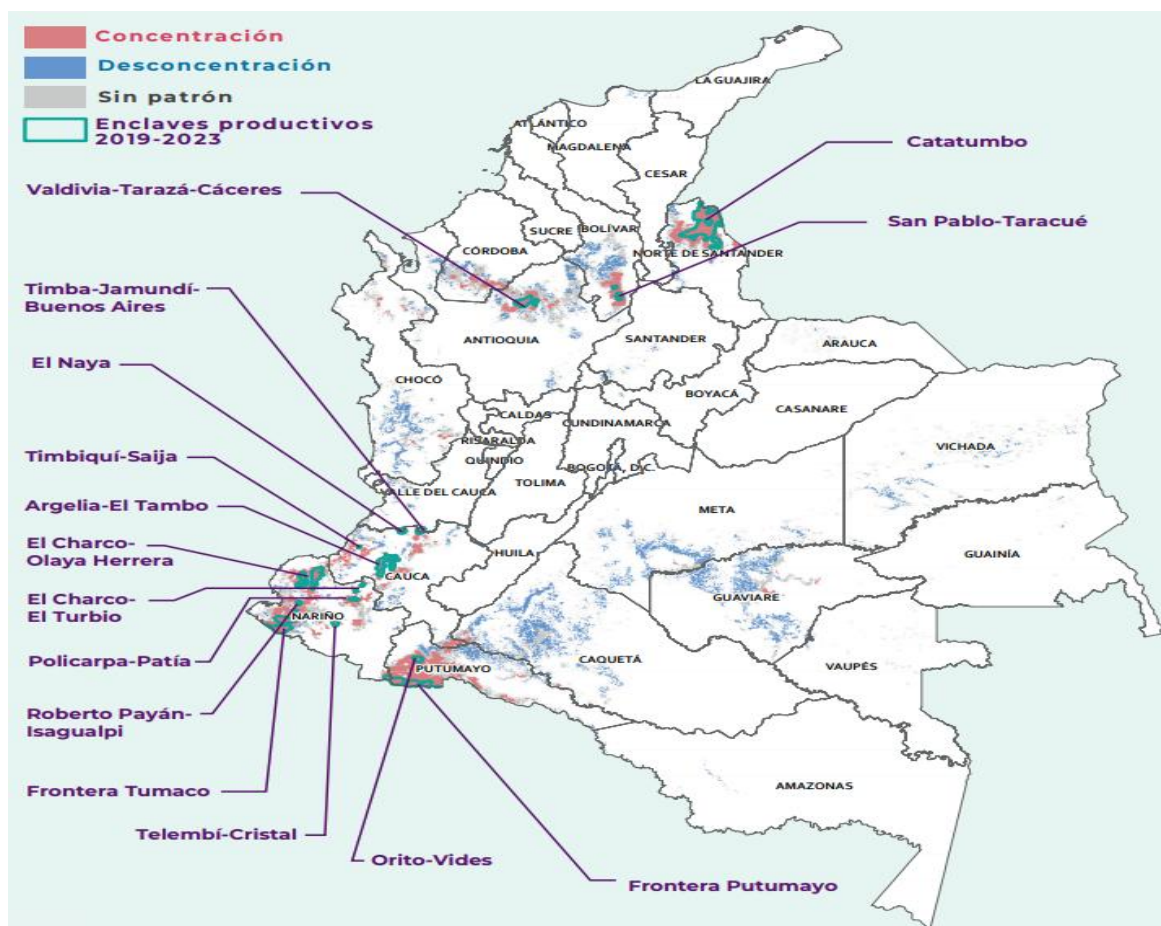 Concentración
Desconcentración
Sin patrón
Enclaves productivos
2019-2023
LA GUAJIRA
ATLÁNTICO
MAGDALENA
CESAR
Catatumbo
Valdivia-Tarazá-Cáceres
San Pablo-Taracué
SUCRE
BOLÍVAR
CÓRDOBA
NORTE DE SANTANDER
Timba-Jamundí-
Buenos Aires
ANTIOQUIA
SANTANDER
ARAUCA
El Naya
CHOCÓ
BOYACÁ
CASANARE
CALDAS
CUNDINAMARCA
RISARALDA
VICHADA
Timbiquí-Saija
QUINDIO
BOGOTÁ, D.C.
TOLIMA
VALLE DEL CAUCA
Argelia-El Tambo
META
El Charco-
Olaya Herrera
HUILA
GUAINÍA
CAUCA
El Charco-
El Turbio
GUAVIARE
NARIÑO
Policarpa-Patía
CAQUETÁ
VAUPÉS
PUTUMAYO
Roberto Payán-
Isagualpi
Frontera Tumaco
AMAZONAS
Telembí-Cristal
Orito-Vides
Frontera Putumayo